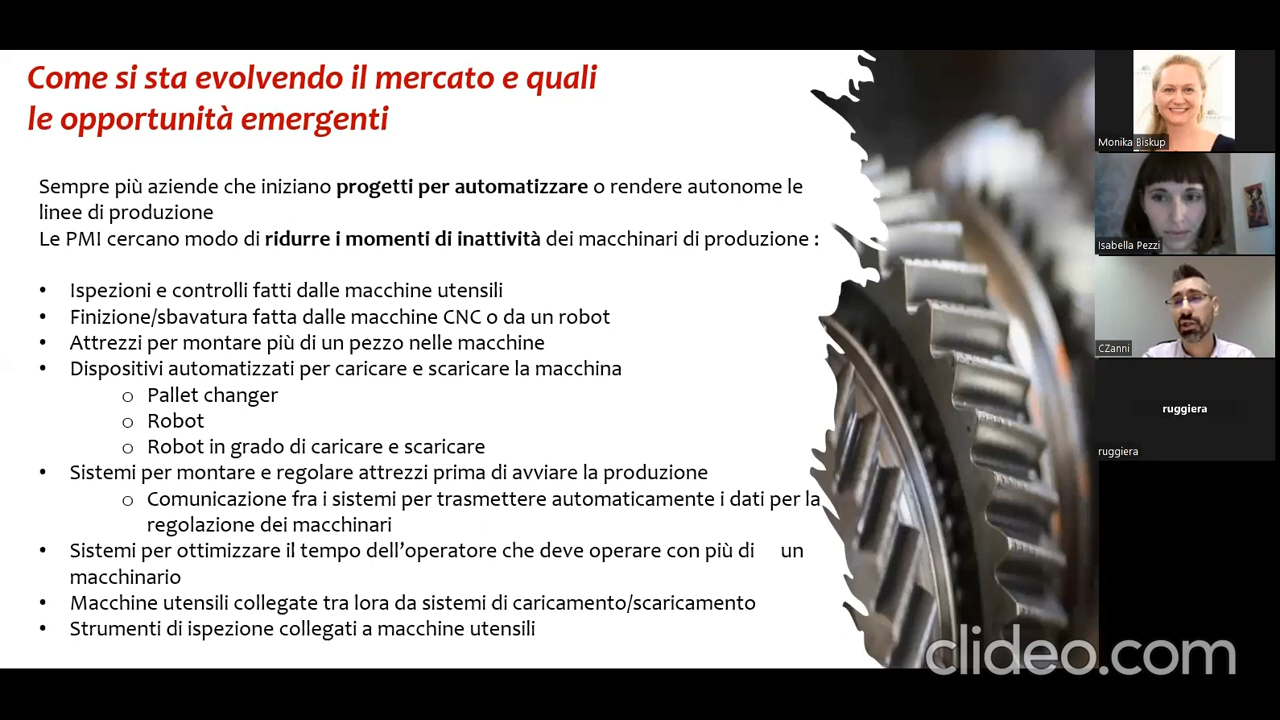 Come si sta evolvendo il mercato e quali
le opportunità emergenti
Sempre più aziende che iniziano progetti per automatizzare o rendere autonome le
linee di produzione
Le PMI cercano modo di ridurre i momenti di inattività dei macchinari di produzione :
• Ispezioni e controlli fatti dalle macchine utensili
• Finizione/sbavatura fatta dalle macchine CNC o da un robot
• Attrezzi per montare più di un pezzo nelle macchine
• Dispositivi automatizzati per caricare e scaricare la macchina
o Pallet changer
o Robot
o Robot in grado di caricare e scaricare
• Sistemi per montare e regolare attrezzi prima di avviare la produzione
o Comunicazione fra i sistemi per trasmettere automaticamente i dati per la
regolazione dei macchinari
• Sistemi per ottimizzare il tempo dell'operatore che deve operare con più di un
macchinario
• Macchine utensili collegate tra lora da sistemi di caricamento/scaricamento
• Strumenti di ispezione collegati a macchine utensili
Monika Biskup
Isabella Pezzi
CZanni
ruggiera
ruggiera
clideo.com